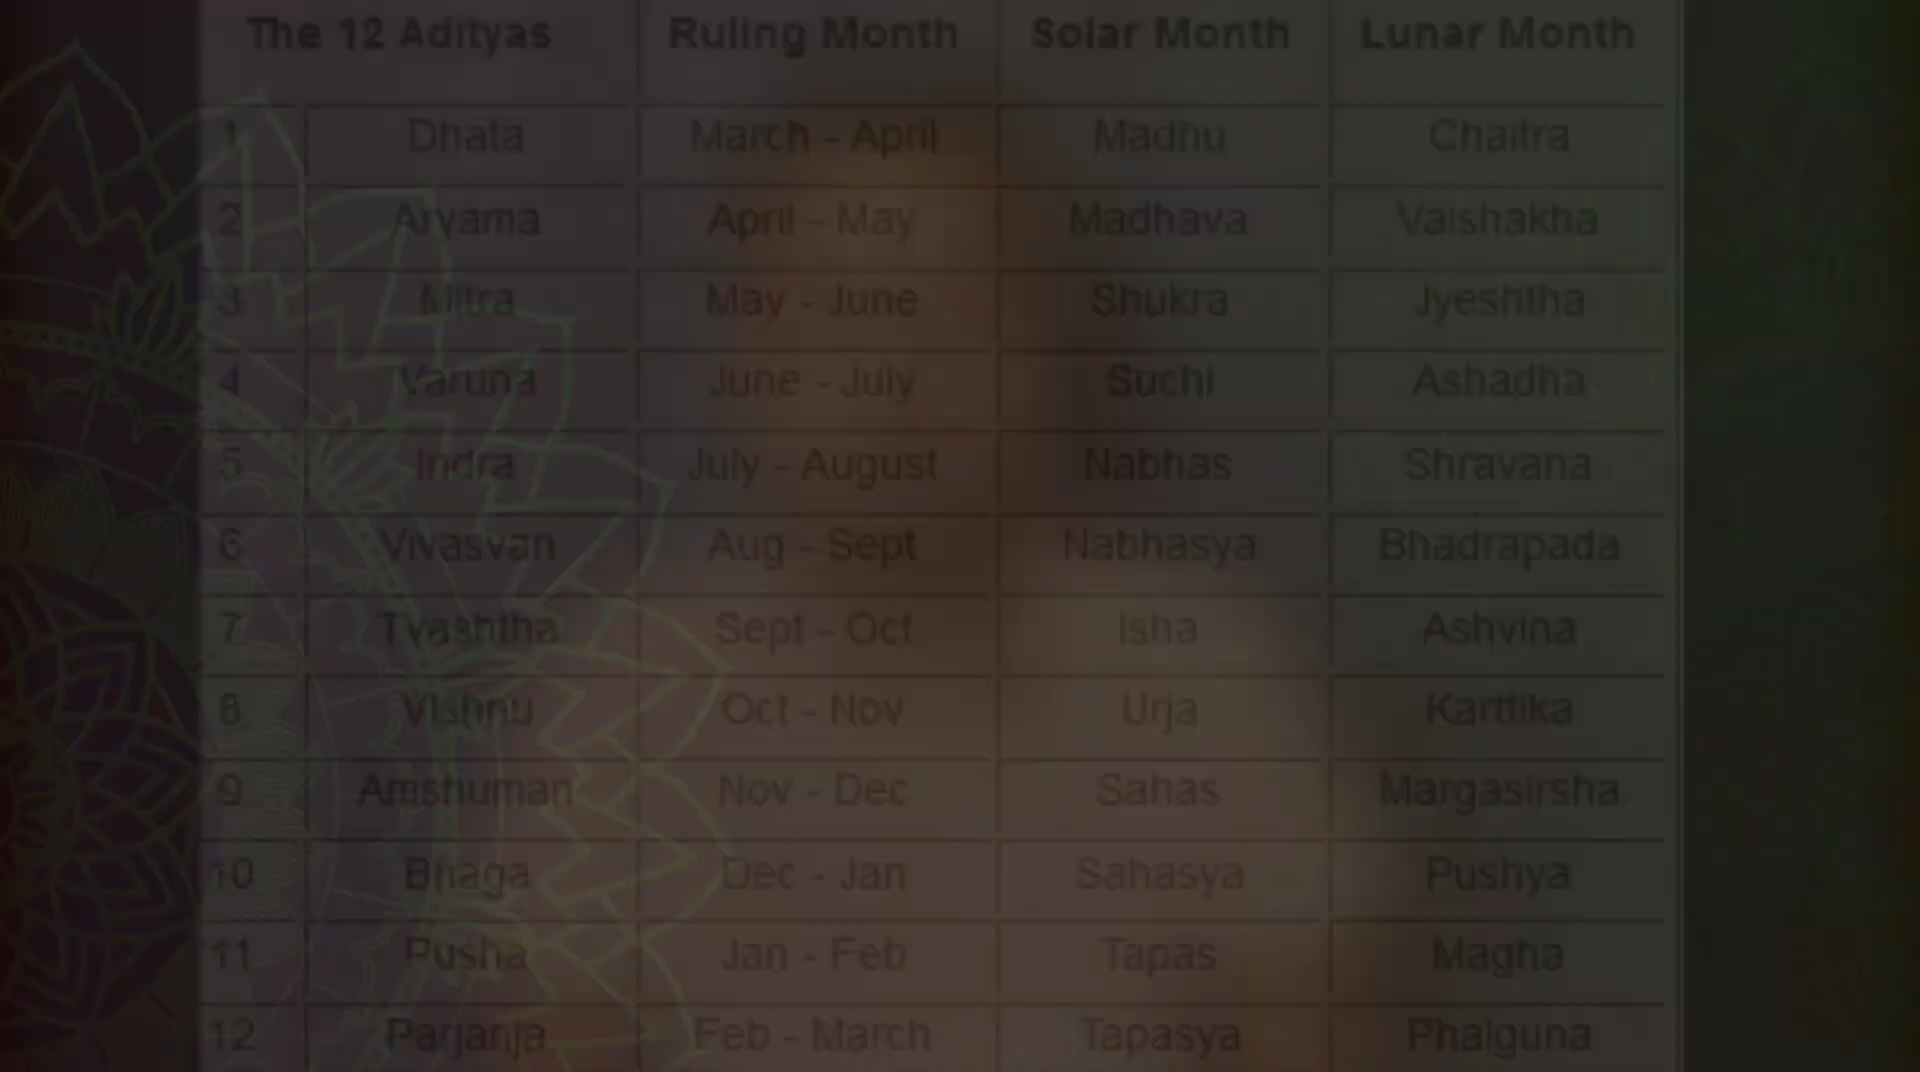 The 12 Adityas Ruling Month Solar Month Lunar Month
1 Dhata March - April Madhu Chaitra
2 Aryama April - May Madhava Vaishakha
3 Mitra May - June Shukra Jyeshtha
4 Varuna June - July Suchi Ashadha
5 Indra July - August Nabhas Shravana
6 Vivasvan Aug - Sept Nabhasya Bhadrapada
7 Tvashtha Sept - Oct Isha Ashvina
8 Vishnu Oct - Nov Urja Karttika
9 Amshuman Nov - Dec Sahas Margasirsha
10 Bhaga Dec - Jan Sahasya Pushya
11 Pusha Jan - Feb Tapas Magha
12 Parjanja Feb - March Tapasya Phalguna